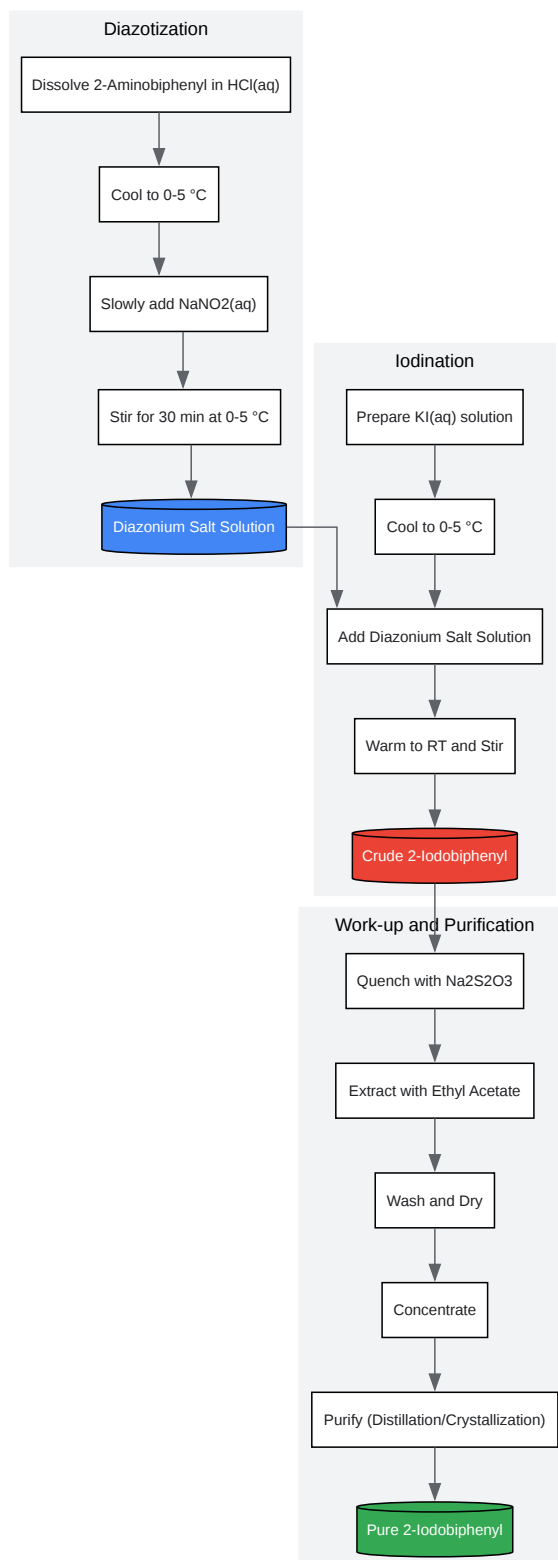 Diazotization
Dissolve 2-Aminobiphenyl in HCl(aq)
Cool to 0-5 °C
Slowly add NaNO2(aq)
Stir for 30 min at 0-5 °C
Diazonium Salt Solution
Iodination
Prepare KI(aq) solution
Cool to 0-5 °C
Add Diazonium Salt Solution
Warm to RT and Stir
Crude 2-Iodobiphenyl
Work-up and Purification
Quench with Na2S2O3
Extract with Ethyl Acetate
Wash and Dry
Concentrate
Purify (Distillation/Crystallization)
Pure 2-Iodobiphenyl